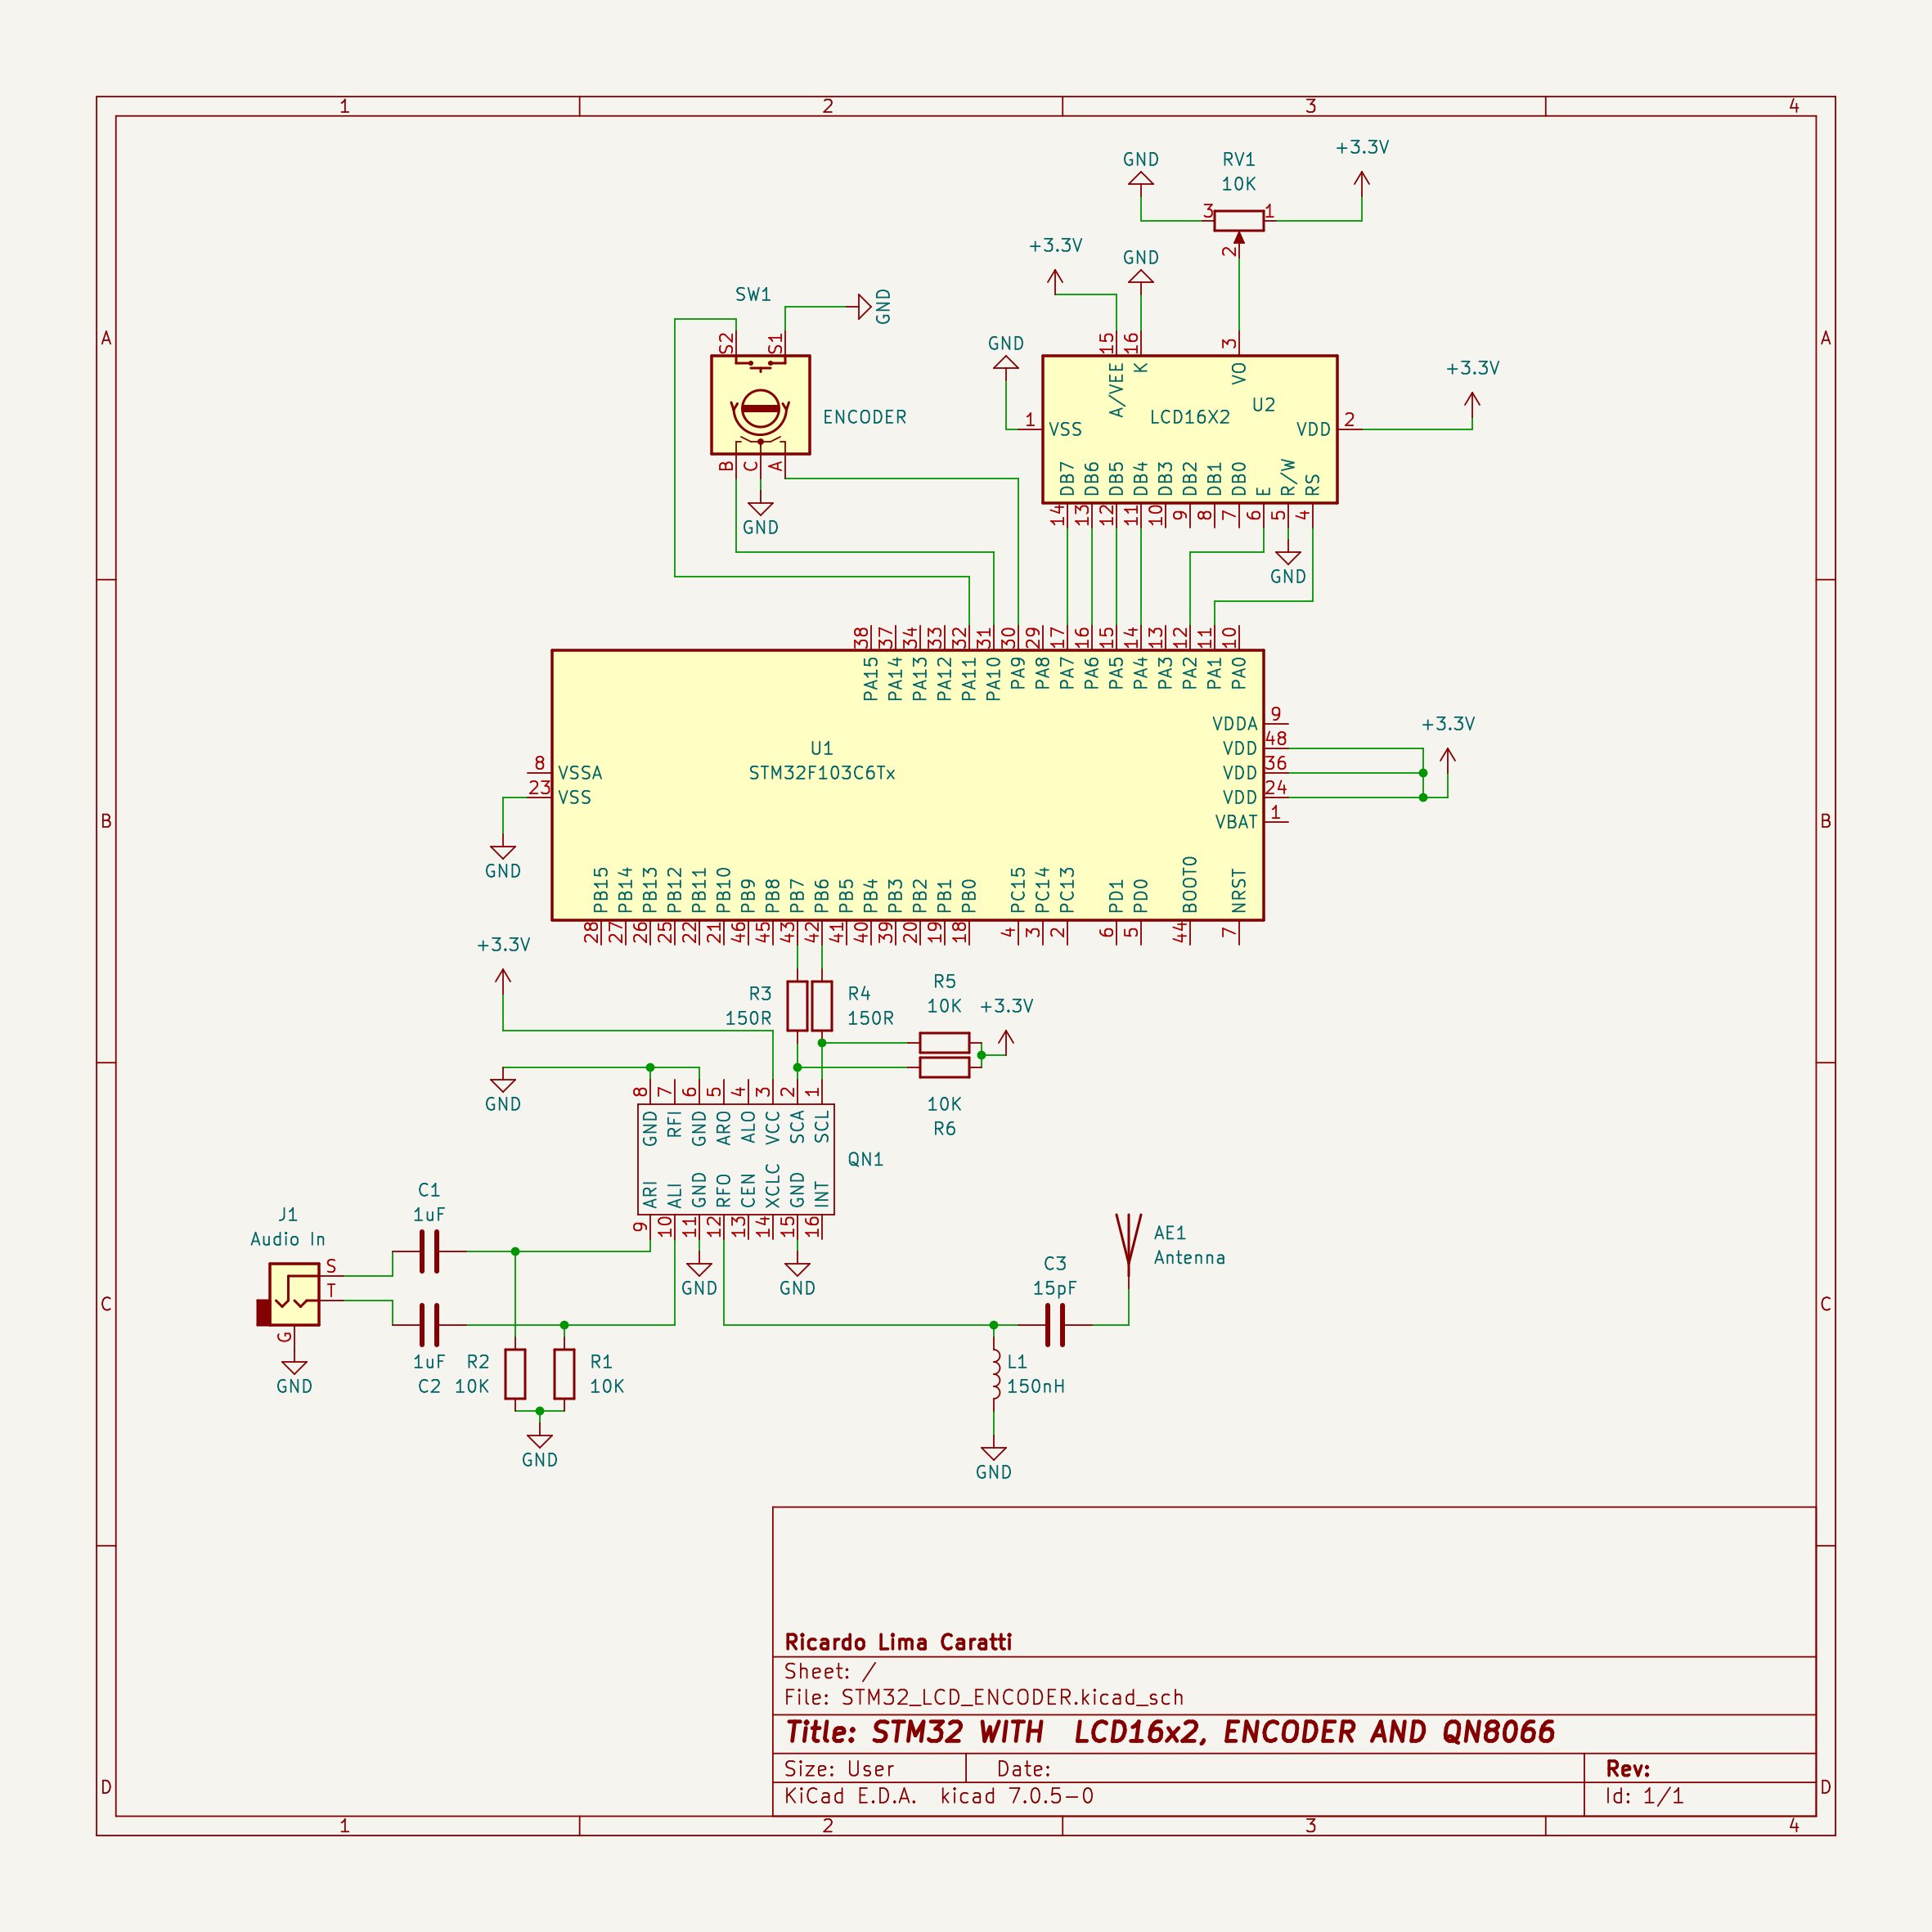 1 2 3 4
GND
RV1
10K
+3.3V
3 1
2
+3.3V
GND
SW1
GND
GND
+3.3V
S2 S1
15 16 3
A A
A/VEE K VO
U2
ENCODER
LCD16X2
1 VSS
VDD 2
B C A
DB7 DB6 DB5 DB4 DB3 DB2 DB1 DB0 E R/W RS
14 13 12 11 10 9 8 7 6 5 4
GND
GND
38 37 34 33 32 31 30 29 17 16 15 14 13 12 11 10
PA15 PA14 PA13 PA12 PA11 PA10 PA9 PA8 PA7 PA6 PA5 PA4 PA3 PA2 PA1 PA0
VDDA 9
+3.3V
U1
VDD 48
8 VSSA
STM32F103C6Tx
VDD 36
23 VSS
VDD 24
B B
VBAT 1
GND
PB15 PB14 PB13 PB12 PB11 PB10 PB9 PB8 PB7 PB6 PB5 PB4 PB3 PB2 PB1 PB0 PC15 PC14 PC13 PD1 PD0 BOOT0 NRST
28 27 26 25 22 21 46 45 43 42 41 40 39 20 19 18 4 3 2 6 5 44 7
+3.3V
R3
150R
R4
150R
R5
10K
+3.3V
GND
10K
R6
8 7 6 5 4 3 2 1
GND RFI GND ARO ALO VCC SCA SCL
QN1
ARI ALI GND RFO CEN XCLC GND INT
9 10 11 12 13 14 15 16
C1
1uF
J1
Audio In
S
T
G
GND
GND
GND
AE1
Antenna
C3
15pF
C C
1uF
C2
R2
10K
R1
10K
L1
150nH
GND
GND
Ricardo Lima Caratti
Sheet: /
File: STM32_LCD_ENCODER.kicad_sch
Title: STM32 WITH LCD16x2, ENCODER AND QN8066
Size: User Date: Rev:
KiCad E.D.A. kicad 7.0.5-0 Id: 1/1
D D
1 2 3 4